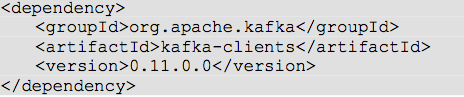 <dependency>
    <groupId>org.apache.kafka</groupId>
    <artifactId>kafka-clients</artifactId>
    <version>0.11.0.0</version>
</dependency>